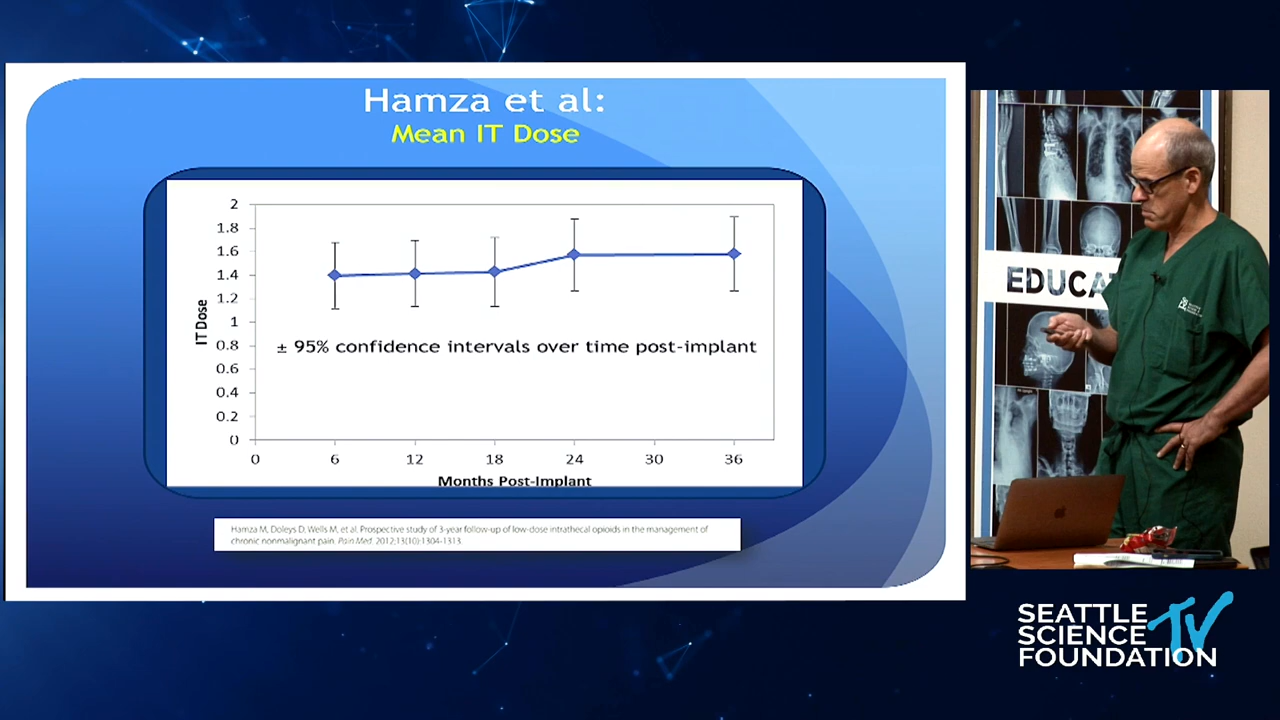 Hamza et al:
Mean IT Dose
2
1.8
1.6
1.4
1.2
1
0.8
0.6
0.4
0.2
0
IT Dose
± 95% confidence intervals over time post-implant
0 6 12 18 24 30 36
Months Post-Implant
Hamza M, Doleys D, Wells M, et al. Prospective study of 3-year follow-up of low-dose intrathecal opioids in the management of
chronic nonmalignant pain. Pain Med. 2012;13(10):1304-1313.
EDUCA
SEATTLE
SCIENCE
FOUNDATION
TV